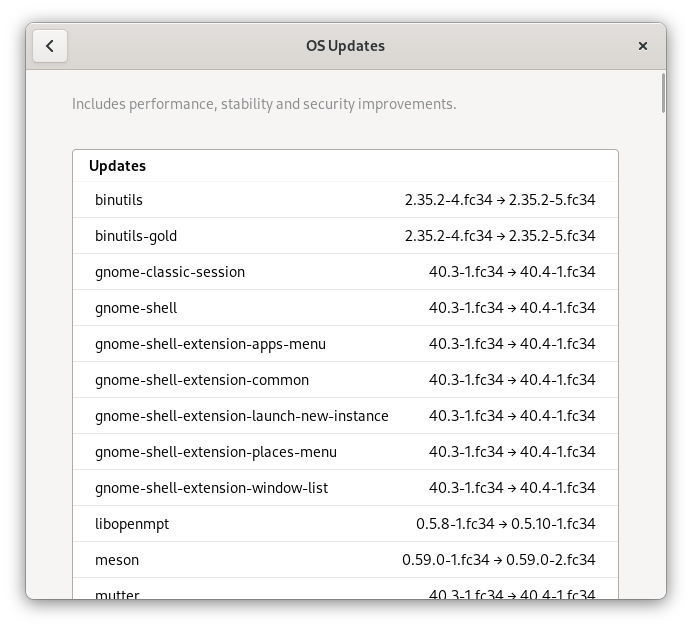 OS Updates
Includes performance, stability and security improvements.
Updates
binutils 2.35.2-4.fc34 → 2.35.2-5.fc34
binutils-gold 2.35.2-4.fc34 → 2.35.2-5.fc34
gnome-classic-session 40.3-1.fc34 → 40.4-1.fc34
gnome-shell 40.3-1.fc34 → 40.4-1.fc34
gnome-shell-extension-apps-menu 40.3-1.fc34 → 40.4-1.fc34
gnome-shell-extension-common 40.3-1.fc34 → 40.4-1.fc34
gnome-shell-extension-launch-new-instance 40.3-1.fc34 → 40.4-1.fc34
gnome-shell-extension-places-menu 40.3-1.fc34 → 40.4-1.fc34
gnome-shell-extension-window-list 40.3-1.fc34 → 40.4-1.fc34
libopenmpt 0.5.8-1.fc34 → 0.5.10-1.fc34
meson 0.59.0-1.fc34 → 0.59.0-2.fc34
mutter 40.3-1.fc34 → 40.4-1.fc34